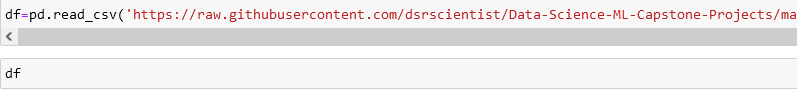 df=pd.read_csv('https://raw.githubusercontent.com/dsrscientist/Data-Science-ML-Capstone-Projects/ma
df